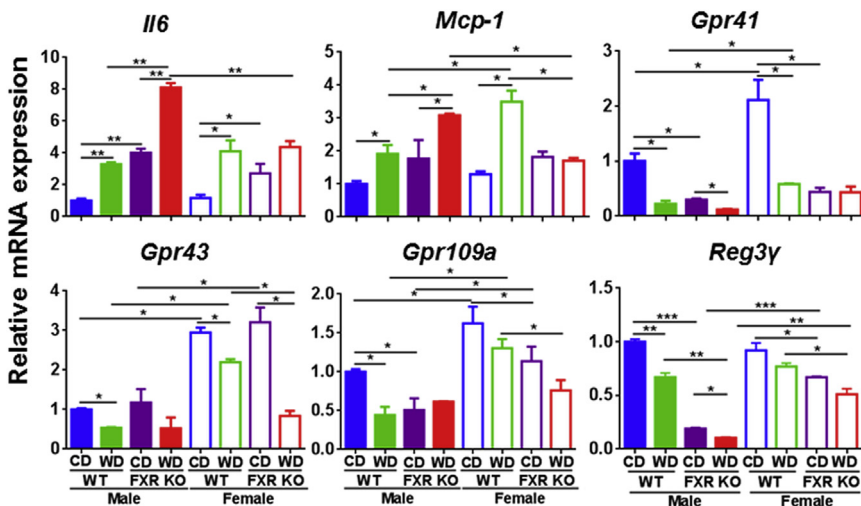 Il6 Mcp-1 Gpr41
Relative mRNA expression
10
8
6
4
2
0
** ** ** ** ** * *
5
4
3
2
1
0
* * * * * * *
3
2
1
0
* * * * * * *
Gpr43 Gpr109a Reg3γ
4
3
2
1
0
* * * * * * *
2.0
1.5
1.0
0.5
0.0
* * * * * * *
1.5
1.0
0.5
0.0
*** ** ** * *** ** * *
CD WD CD WD CD WD CD WD
WT FXR KO WT FXR KO
Male Female
CD WD CD WD CD WD CD WD
WT FXR KO WT FXR KO
Male Female
CD WD CD WD CD WD CD WD
WT FXR KO WT FXR KO
Male Female